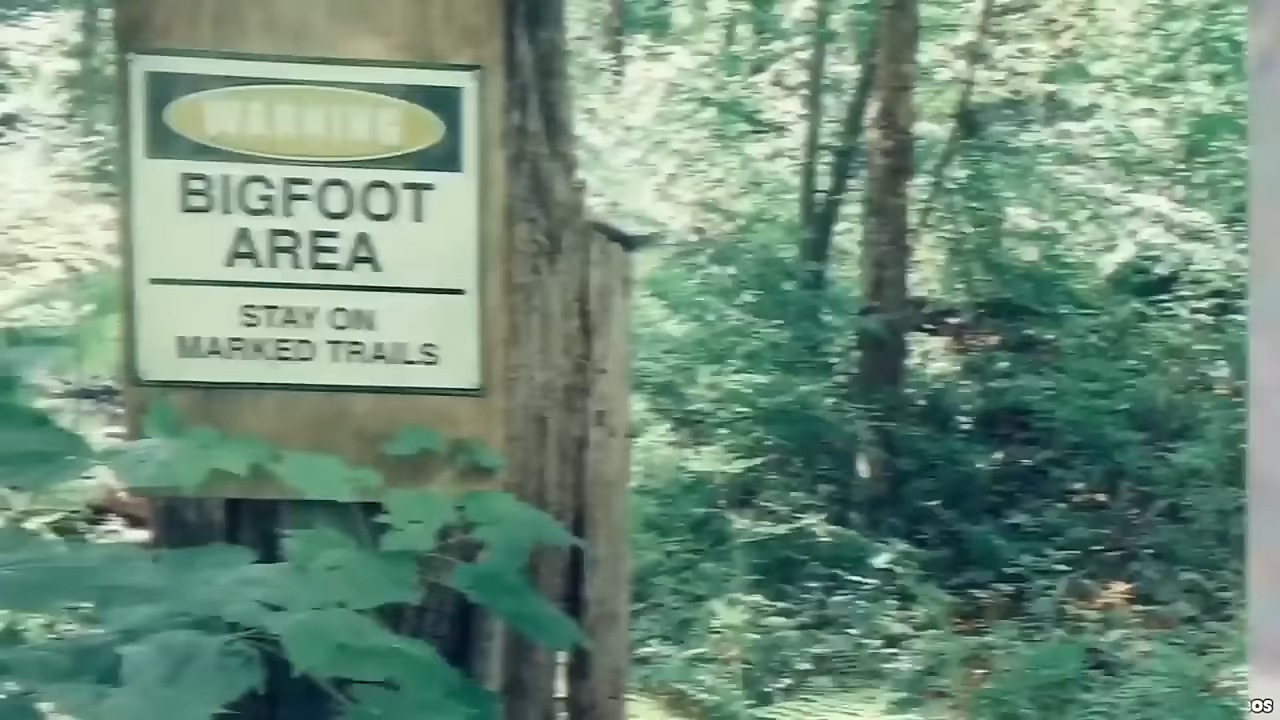 WARNING
BIGFOOT
AREA
STAY ON
MARKED TRAILS